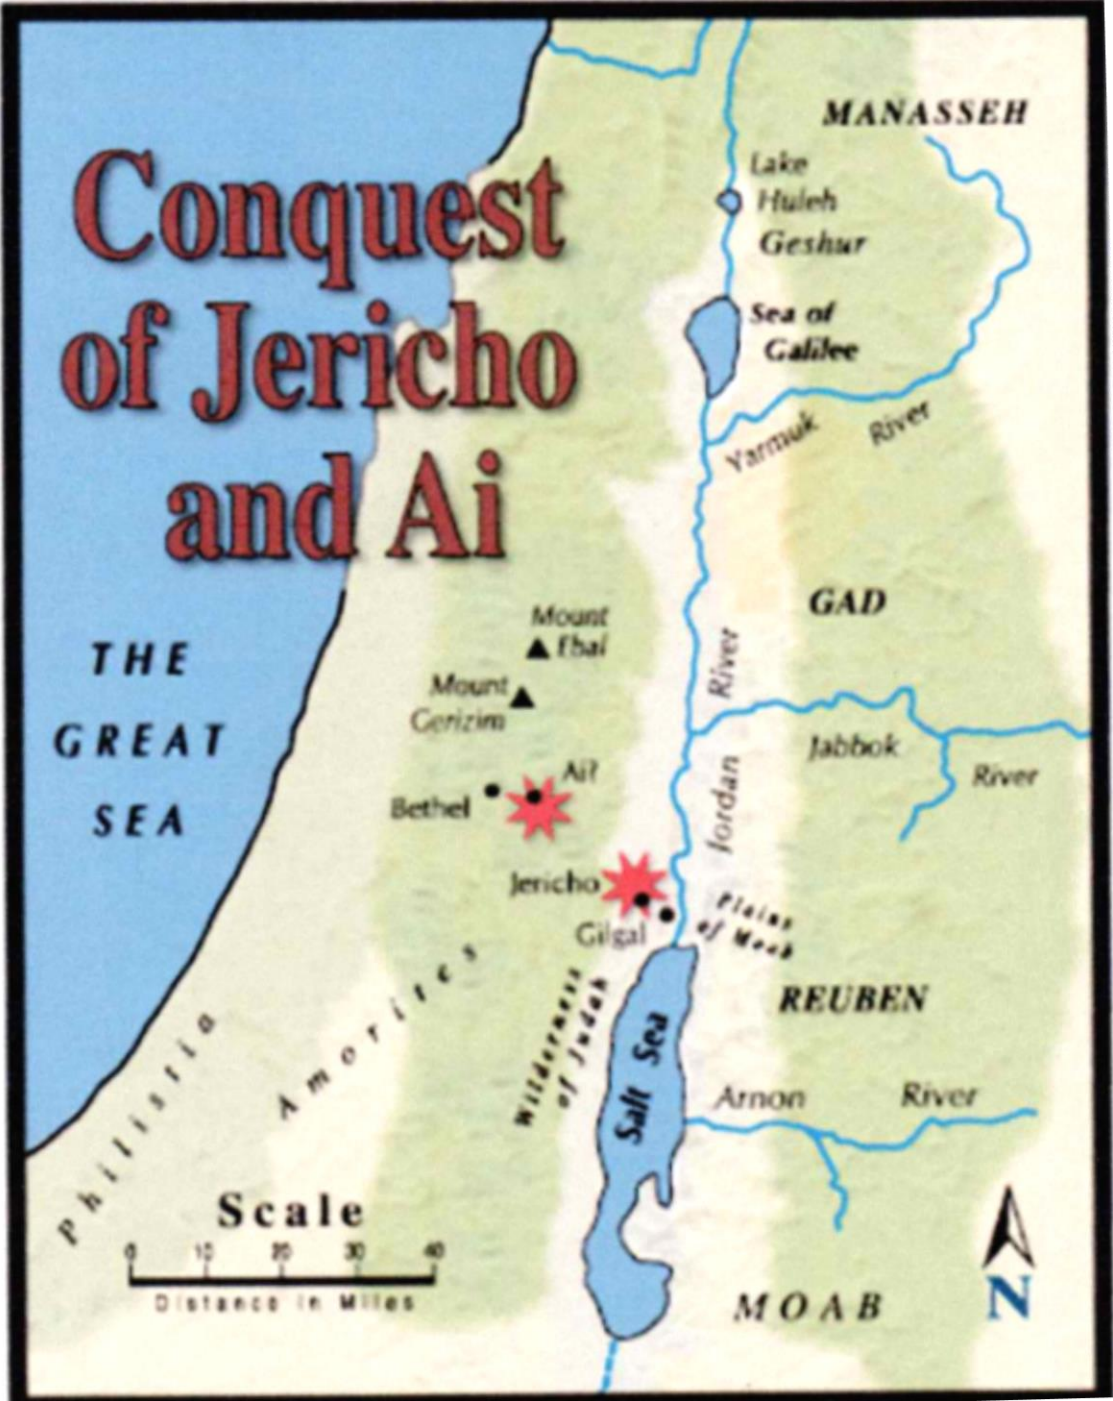 Conquest
of Jericho
and Ai
MANASSEH
Lake
Huleh
Geshur
Sea of
Galilee
Yarmuk River
GAD
Mount
Ebal
Mount
Gerizim
THE
GREAT
SEA
Jordan River
Jabbok River
Ai?
Bethel
Jericho
Gilgal
Plains
of Moab
Wilderness
of Judah
REUBEN
Salt Sea
Arnon River
Amorites
Philistia
Scale
0 10 20 30 40
Distance in Miles
MOAB
N